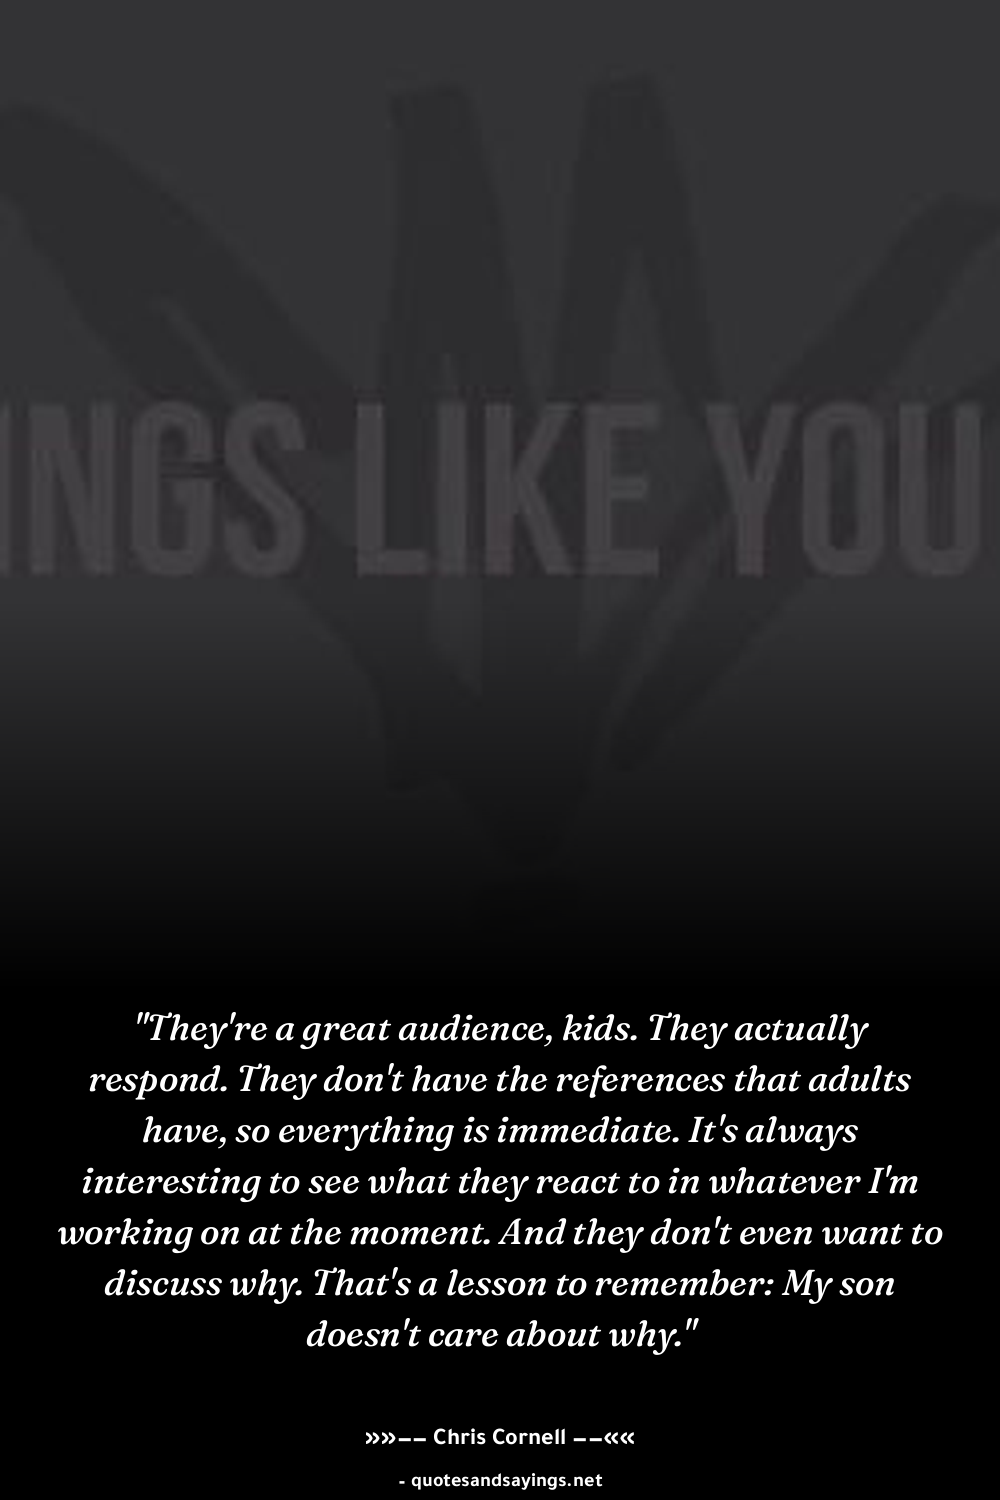 INGS LIKE YOU
"They're a great audience, kids. They actually
respond. They don't have the references that adults
have, so everything is immediate. It's always
interesting to see what they react to in whatever I'm
working on at the moment. And they don't even want to
discuss why. That's a lesson to remember: My son
doesn't care about why."
»»–– Chris Cornell ––««
- quotesandsayings.net